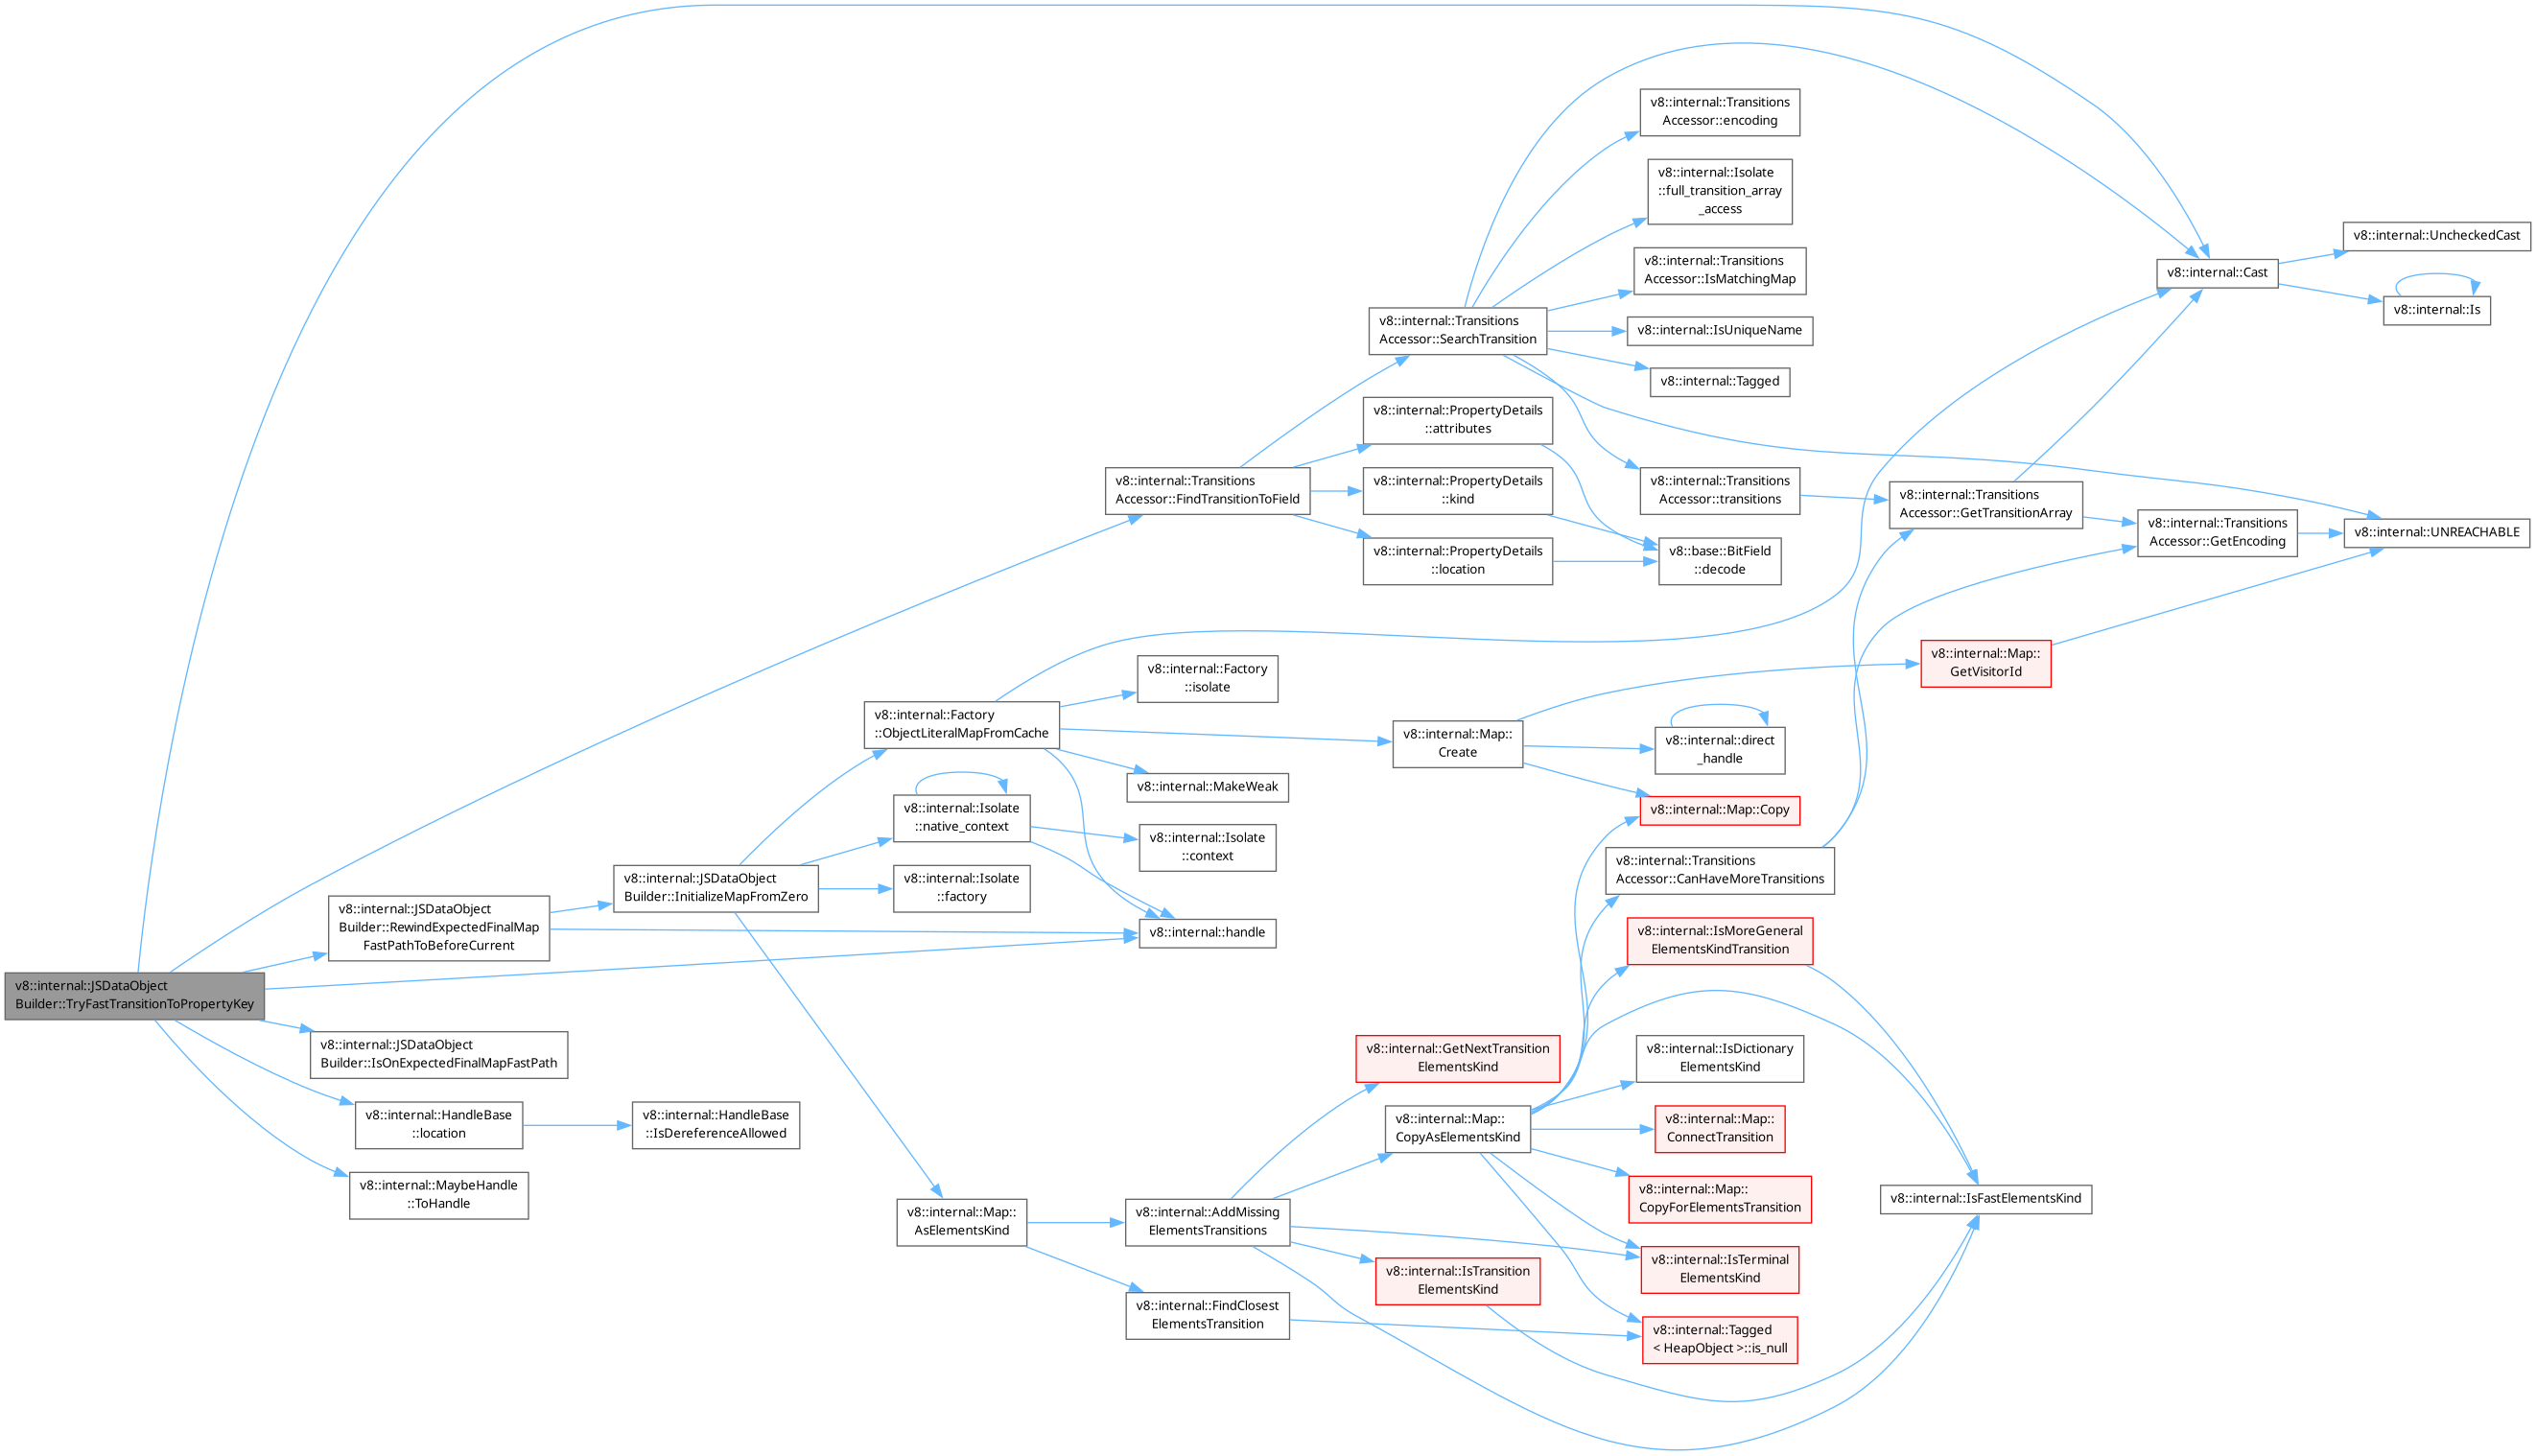 v8::internal::JSDataObject
Builder::TryFastTransitionToPropertyKey
v8::internal::JSDataObject
Builder::RewindExpectedFinalMap
FastPathToBeforeCurrent
v8::internal::JSDataObject
Builder::IsOnExpectedFinalMapFastPath
v8::internal::HandleBase
::location
v8::internal::MaybeHandle
::ToHandle
v8::internal::JSDataObject
Builder::InitializeMapFromZero
v8::internal::HandleBase
::IsDereferenceAllowed
v8::internal::Factory
::ObjectLiteralMapFromCache
v8::internal::Isolate
::native_context
v8::internal::Isolate
::factory
v8::internal::Map::
AsElementsKind
v8::internal::Transitions
Accessor::FindTransitionToField
v8::internal::Factory
::isolate
v8::internal::MakeWeak
v8::internal::Isolate
::context
v8::internal::handle
v8::internal::AddMissing
ElementsTransitions
v8::internal::FindClosest
ElementsTransition
v8::internal::Transitions
Accessor::SearchTransition
v8::internal::PropertyDetails
::attributes
v8::internal::PropertyDetails
::kind
v8::internal::PropertyDetails
::location
v8::internal::Map::
Create
v8::internal::GetNextTransition
ElementsKind
v8::internal::Map::
CopyAsElementsKind
v8::internal::IsTransition
ElementsKind
v8::internal::Transitions
Accessor::encoding
v8::internal::Isolate
::full_transition_array
_access
v8::internal::Transitions
Accessor::IsMatchingMap
v8::internal::IsUniqueName
v8::internal::Tagged
v8::internal::Transitions
Accessor::transitions
v8::base::BitField
::decode
v8::internal::direct
_handle
v8::internal::Map::Copy
v8::internal::Transitions
Accessor::CanHaveMoreTransitions
v8::internal::IsMoreGeneral
ElementsKindTransition
v8::internal::IsDictionary
ElementsKind
v8::internal::Map::
ConnectTransition
v8::internal::Map::
CopyForElementsTransition
v8::internal::IsTerminal
ElementsKind
v8::internal::Tagged
< HeapObject >::is_null
v8::internal::Transitions
Accessor::GetTransitionArray
v8::internal::Map::
GetVisitorId
v8::internal::IsFastElementsKind
v8::internal::Cast
v8::internal::Transitions
Accessor::GetEncoding
v8::internal::UncheckedCast
v8::internal::Is
v8::internal::UNREACHABLE